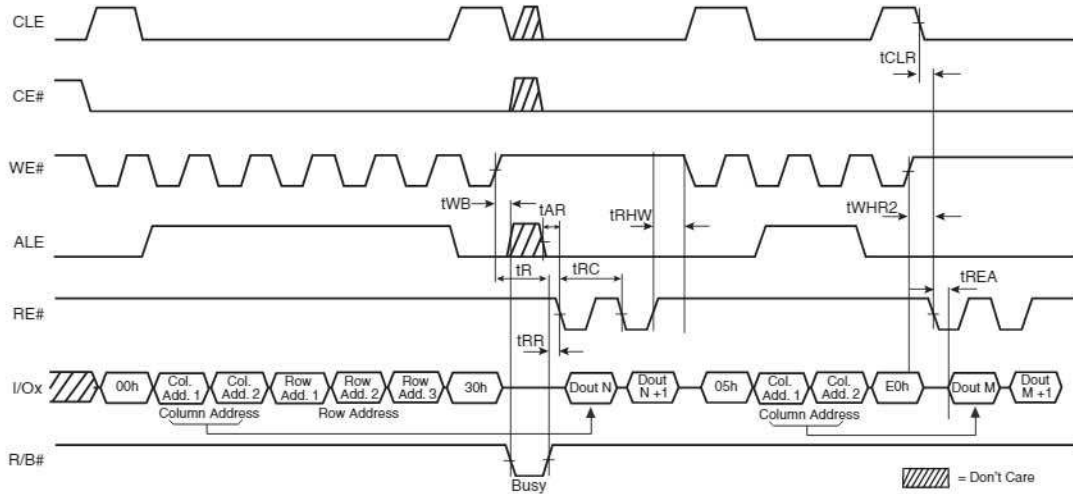 CLE
tCLR
CE#
WE#
tWB
tAR
tRHW
tWHR2
ALE
tR
tRC
tREA
RE#
tRR
I/Ox
00h
Col. Add. 1
Col. Add. 2
Row Add. 1
Row Add. 2
Row Add. 3
30h
Dout N
Dout N +1
05h
Col. Add. 1
Col. Add. 2
E0h
Dout M
Dout M +1
Column Address
Row Address
Column Address
R/B#
Busy
= Don't Care